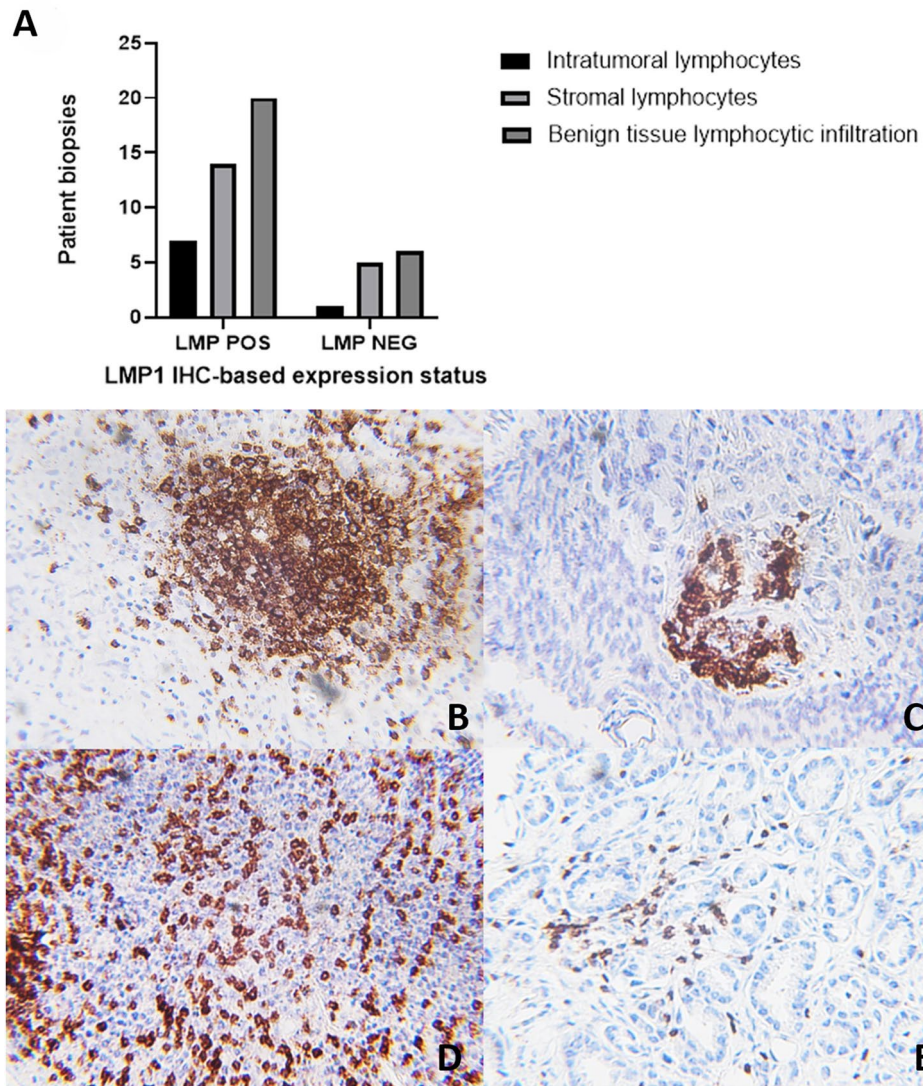 A
25
20
15
10
5
0
Patient biopsies
LMP POS
LMP NEG
LMP1 IHC-based expression status
Intratumoral lymphocytes
Stromal lymphocytes
Benign tissue lymphocytic infiltration
B
C
D